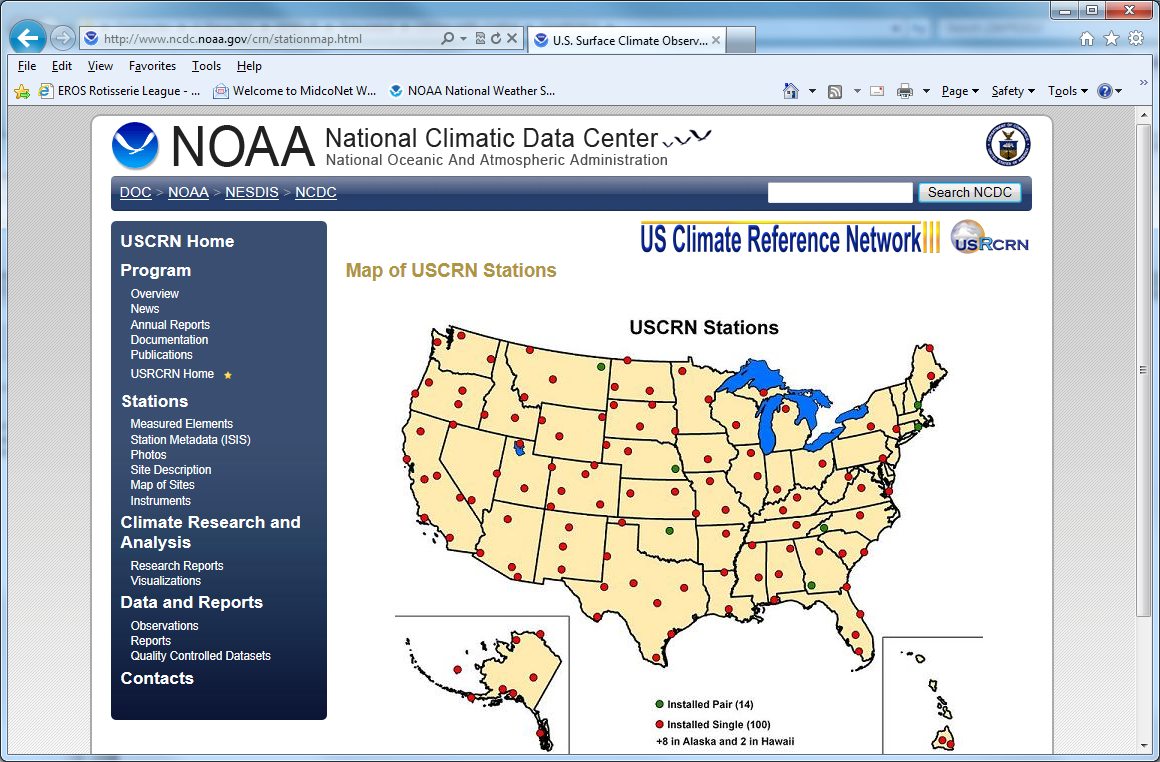 http://www.ncdc.noaa.gov/crn/stationmap.html
U.S. Surface Climate Observ...
File Edit View Favorites Tools Help
EROS Rotisserie League - ... Welcome to MidcoNet W... NOAA National Weather S... Page Safety Tools
NOAA National Climatic Data Center
National Oceanic And Atmospheric Administration
DOC > NOAA > NESDIS > NCDC Search NCDC
US Climate Reference Network USRCRN
USCRN Home
Program
Overview
News
Annual Reports
Documentation
Publications
USRCRN Home
Stations
Measured Elements
Station Metadata (ISIS)
Photos
Site Description
Map of Sites
Instruments
Climate Research and
Analysis
Research Reports
Visualizations
Data and Reports
Observations
Reports
Quality Controlled Datasets
Contacts
Map of USCRN Stations
USCRN Stations
Installed Pair (14)
Installed Single (100)
+8 in Alaska and 2 in Hawaii